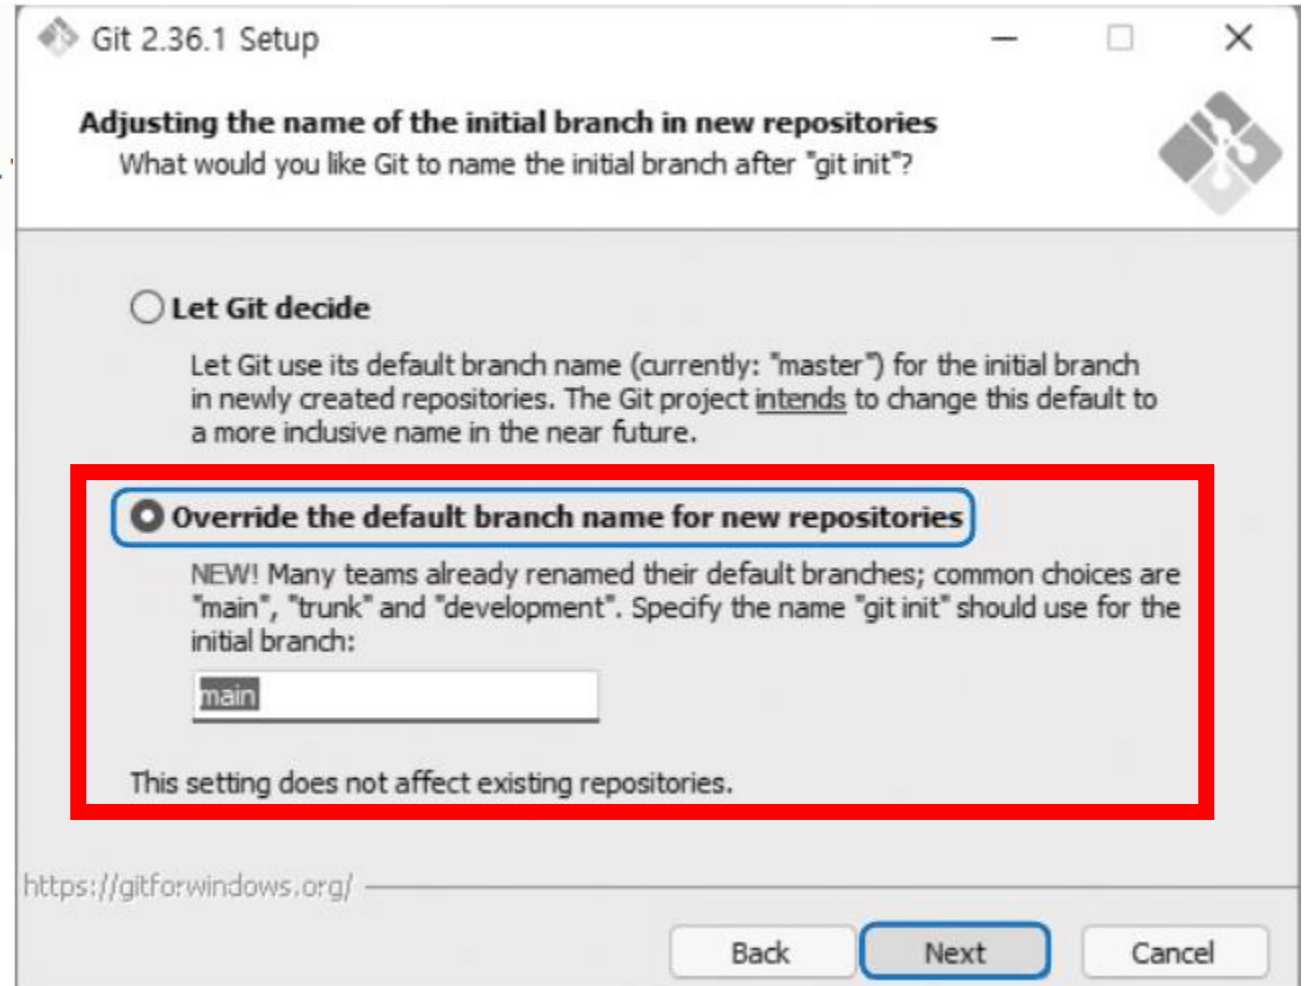 Git 2.36.1 Setup
Adjusting the name of the initial branch in new repositories
What would you like Git to name the initial branch after "git init"?
Let Git decide
Let Git use its default branch name (currently: "master") for the initial branch
in newly created repositories. The Git project intends to change this default to
a more inclusive name in the near future.
Override the default branch name for new repositories
NEW! Many teams already renamed their default branches; common choices are
"main", "trunk" and "development". Specify the name "git init" should use for the
initial branch:
main
This setting does not affect existing repositories.
https://gitforwindows.org/
Back
Next
Cancel